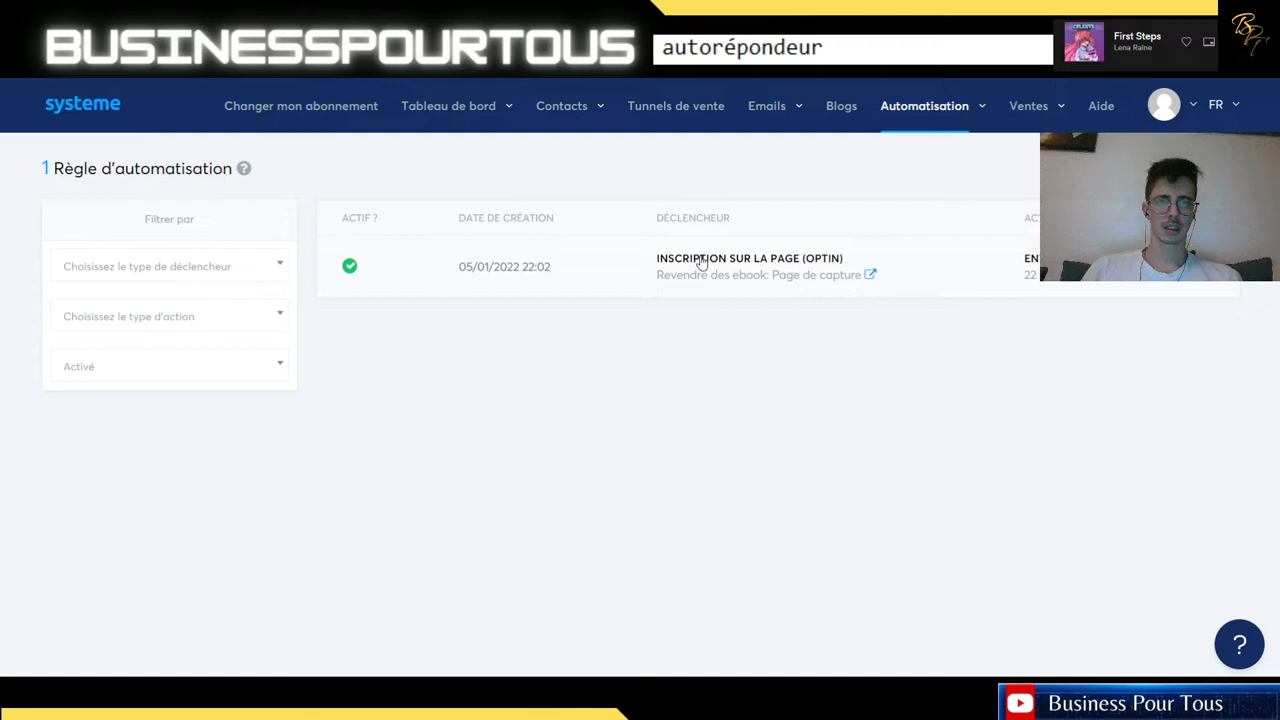 BUSINESSPOURTOUS
autorépondeur
First Steps
Lena Raine
systeme
Changer mon abonnement
Tableau de bord
Contacts
Tunnels de vente
Emails
Blogs
Automatisation
Ventes
Aide
FR
1 Règle d'automatisation ?
Filtrer par
Choisissez le type de déclencheur
Choisissez le type d'action
Activé
ACTIF ?
DATE DE CRÉATION
DÉCLENCHEUR
05/01/2022 22:02
INSCRIPTION SUR LA PAGE (OPTIN)
Revendre des ebook: Page de capture
EN
22
?
Business Pour Tous